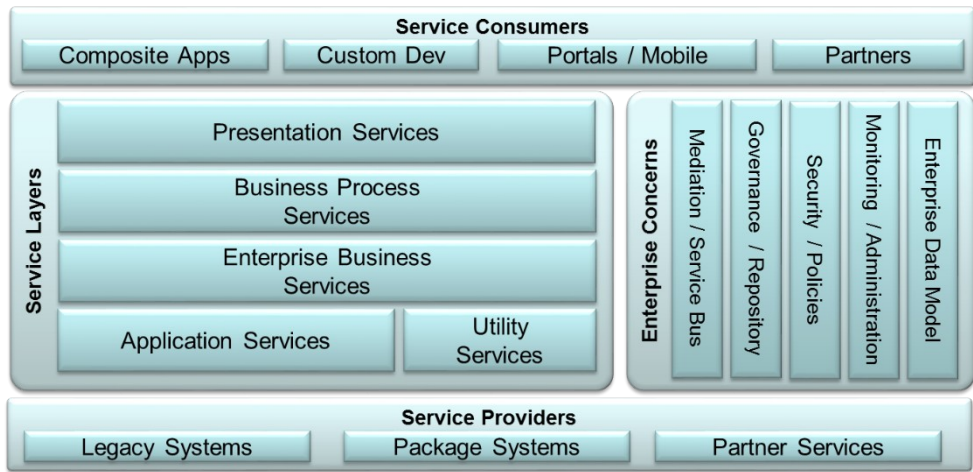 Service Consumers
Composite Apps
Custom Dev
Portals / Mobile
Partners
Service Layers
Presentation Services
Business Process
Services
Enterprise Business
Services
Application Services
Utility
Services
Enterprise Concerns
Mediation / Service Bus
Governance / Repository
Security / Policies
Monitoring / Administration
Enterprise Data Model
Service Providers
Legacy Systems
Package Systems
Partner Services